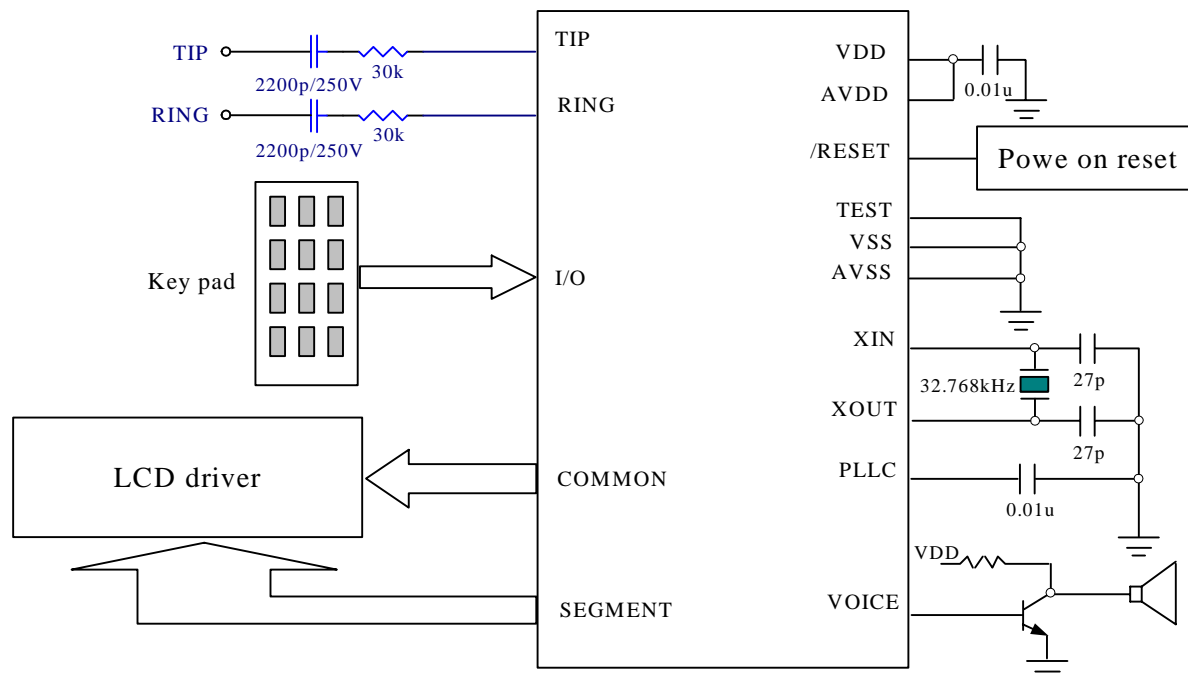 TIP
2200p/250V
30k
RING
2200p/250V
30k
Key pad
LCD driver
TIP
RING
I/O
COMMON
SEGMENT
VDD
AVDD
/RESET
TEST
VSS
AVSS
XIN
XOUT
PLLC
VOICE
0.01u
Powe on reset
32.768kHz
27p
27p
0.01u
VDD